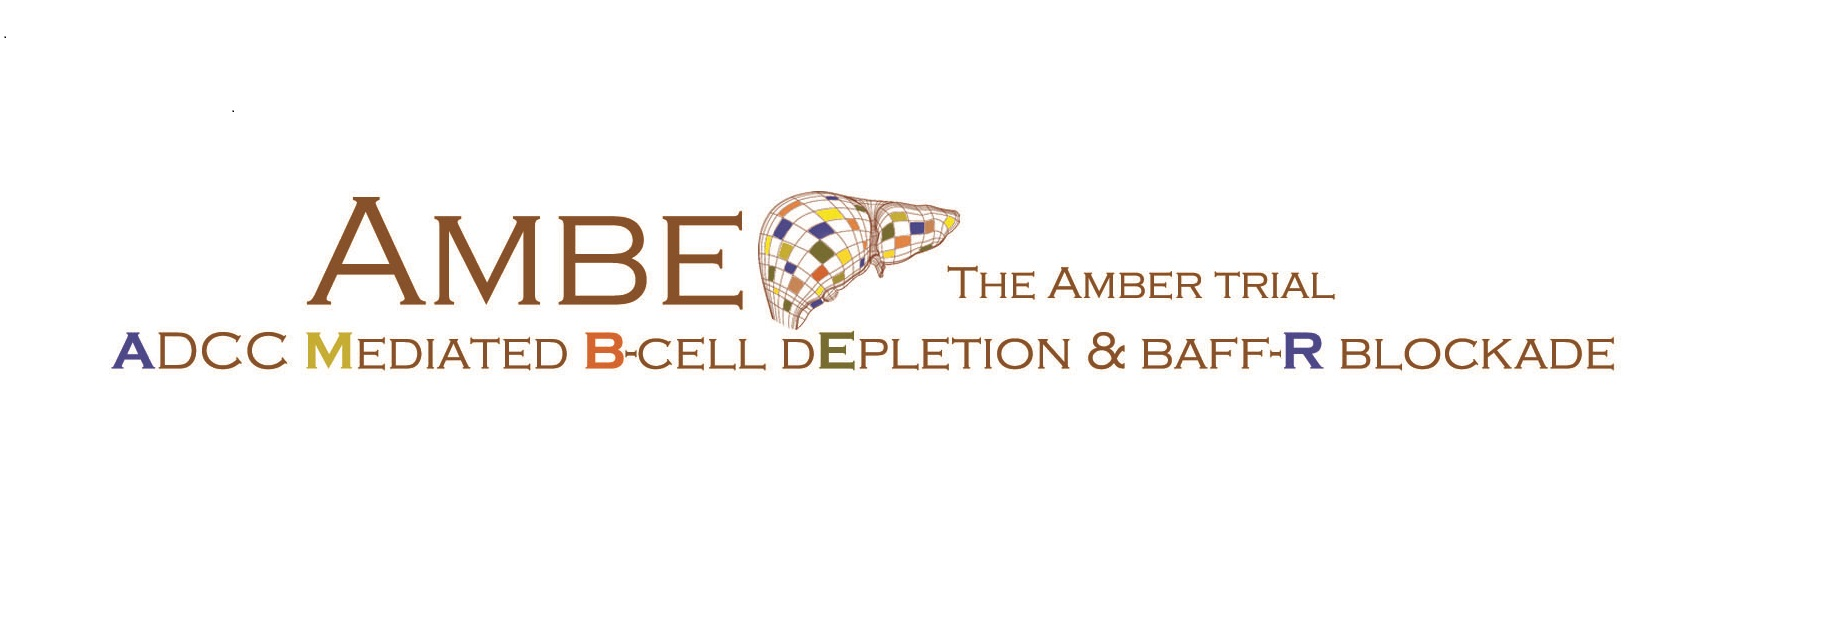 AMBE
THE AMBER TRIAL
ADCC MEDIATED B-CELL DEPLETION & BAFF-R BLOCKADE